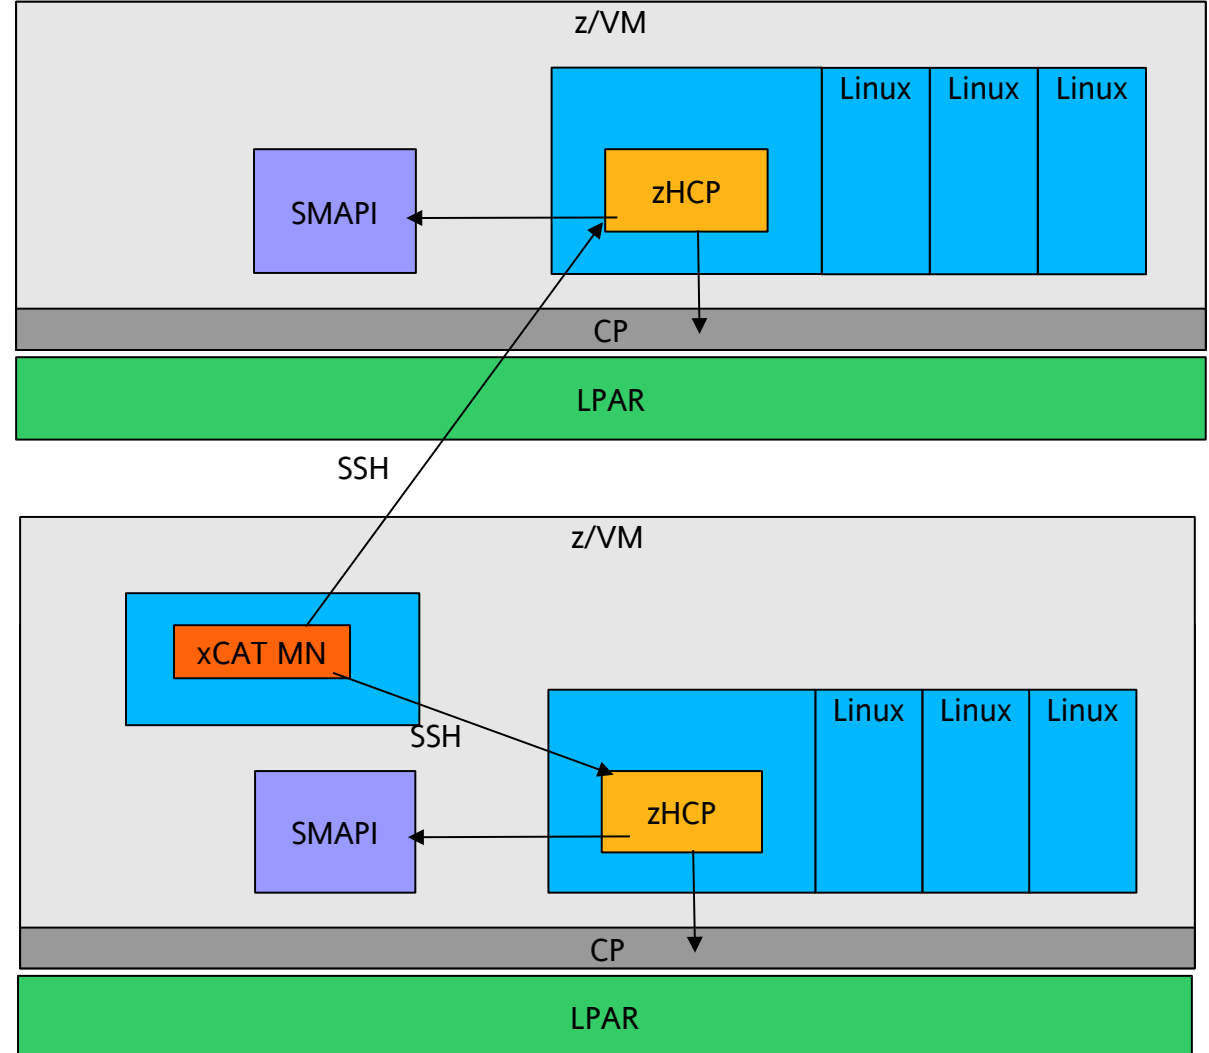 z/VM
Linux Linux Linux
zHCP
SMAPI
CP
LPAR
SSH
z/VM
xCAT MN
Linux Linux Linux
SSH
zHCP
SMAPI
CP
LPAR